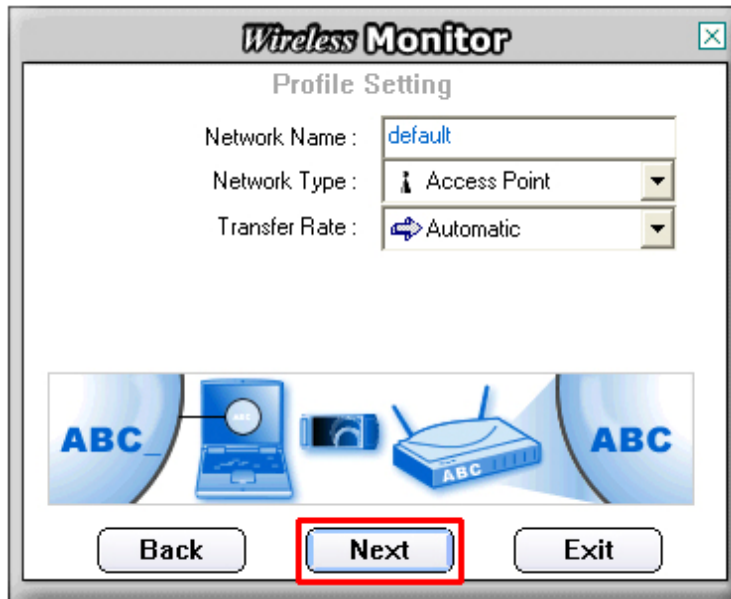 Wireless Monitor
Profile Setting
Network Name : default
Network Type : Access Point
Transfer Rate : Automatic
ABC_ ABC ABC ABC
Back Next Exit